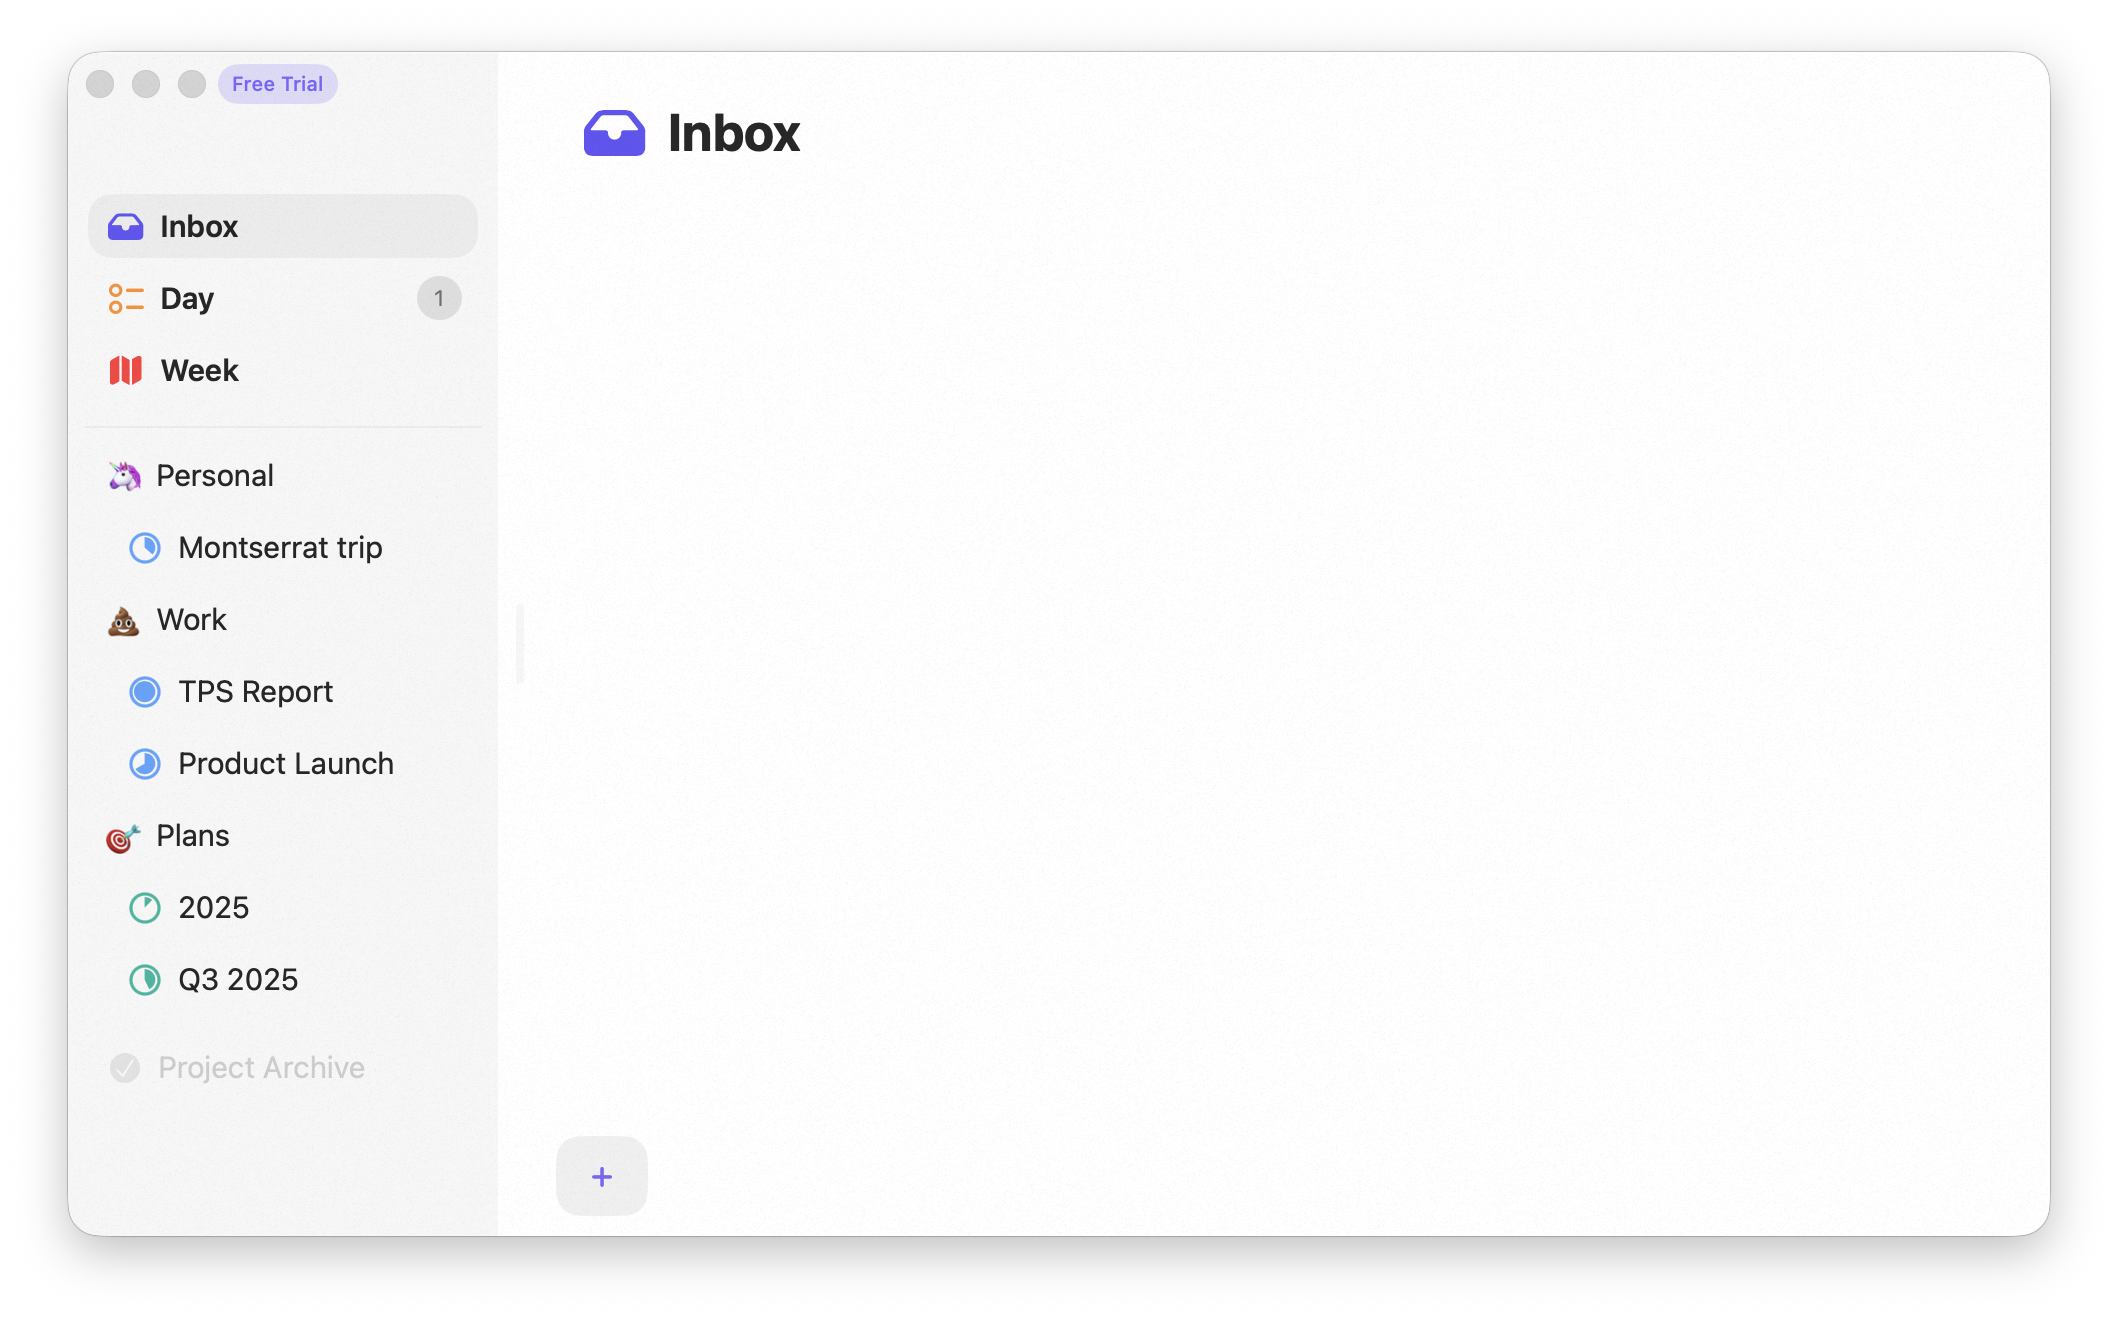 Free Trial
Inbox
Inbox
Day
1
Week
Personal
Montserrat trip
Work
TPS Report
Product Launch
Plans
2025
Q3 2025
Project Archive
+